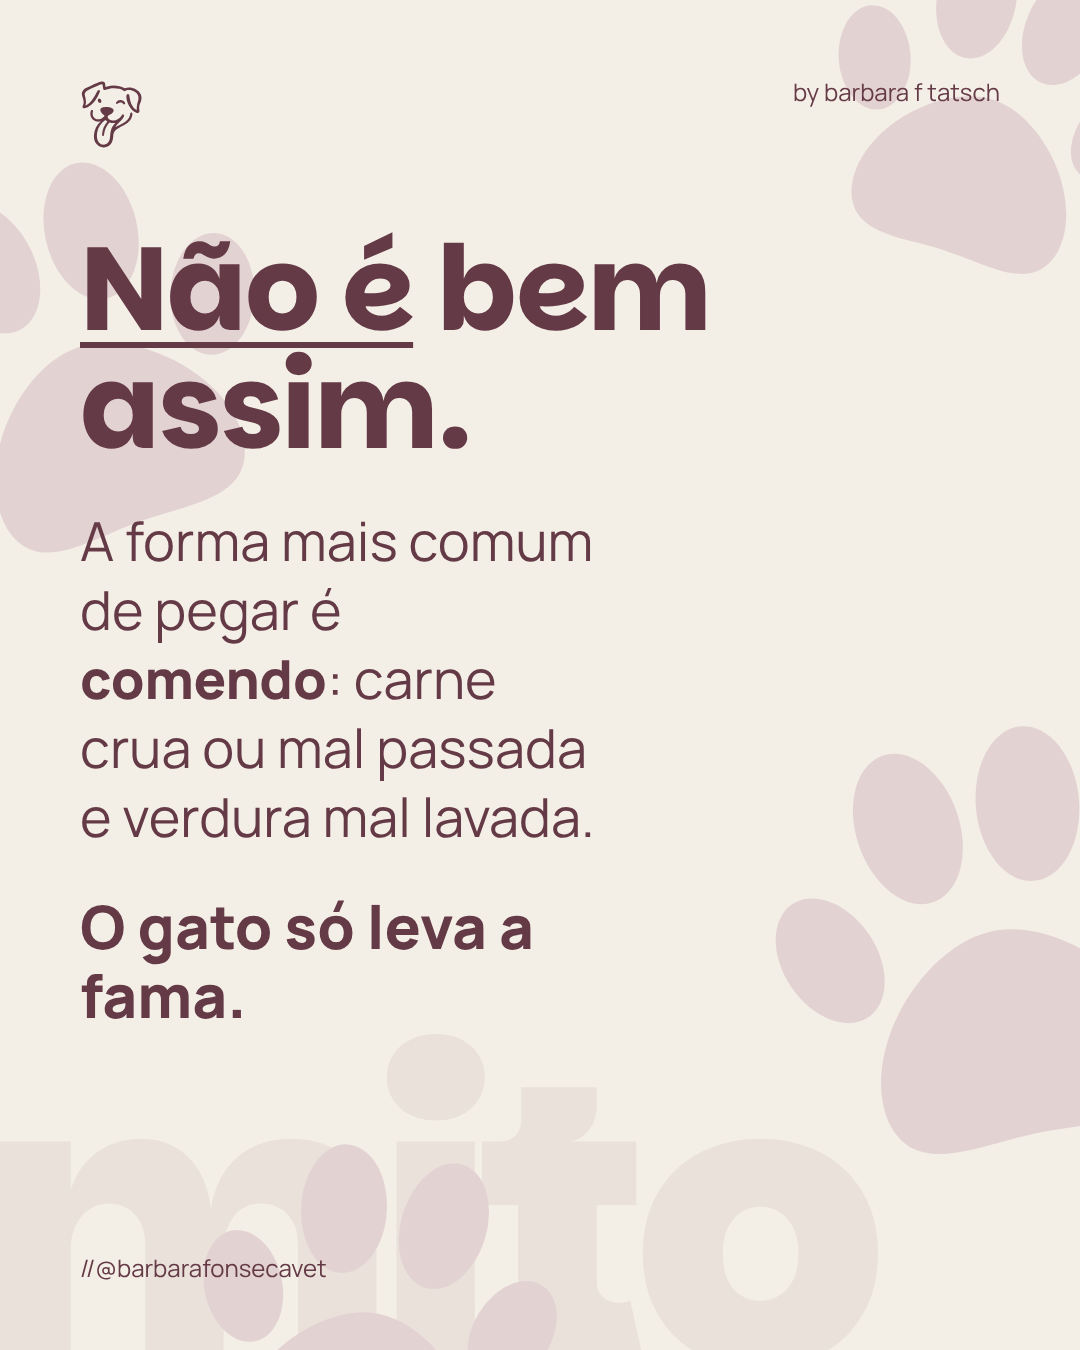 by barbara f tatsch
Não é bem
assim.
A forma mais comum
de pegar é
comendo: carne
crua ou mal passada
e verdura mal lavada.
O gato só leva a
fama.
mito
//@barbarafonsecavet